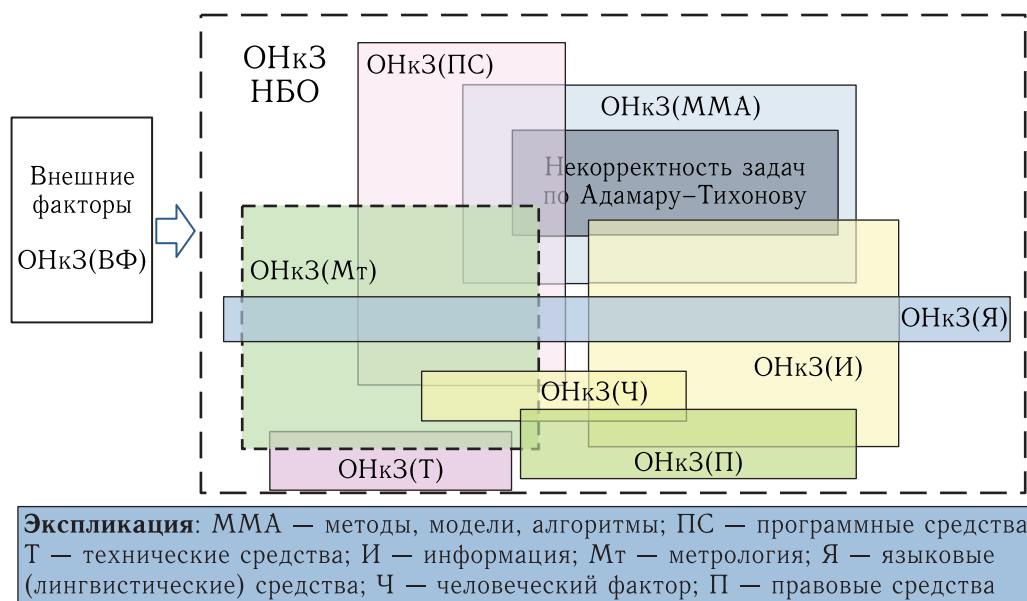 ОНкЗ
НБО
ОНкЗ(ПС)
ОНкЗ(ММА)
Некорректность задач
по Адамару–Тихонову
Внешние
факторы
ОНкЗ(ВФ)
ОНкЗ(Мт)
ОНкЗ(Я)
ОНкЗ(И)
ОНкЗ(Ч)
ОНкЗ(П)
ОНкЗ(Т)
Экспликация: ММА — методы, модели, алгоритмы; ПС — программные средства
Т — технические средства; И — информация; Мт — метрология; Я — языковые
(лингвистические) средства; Ч — человеческий фактор; П — правовые средства